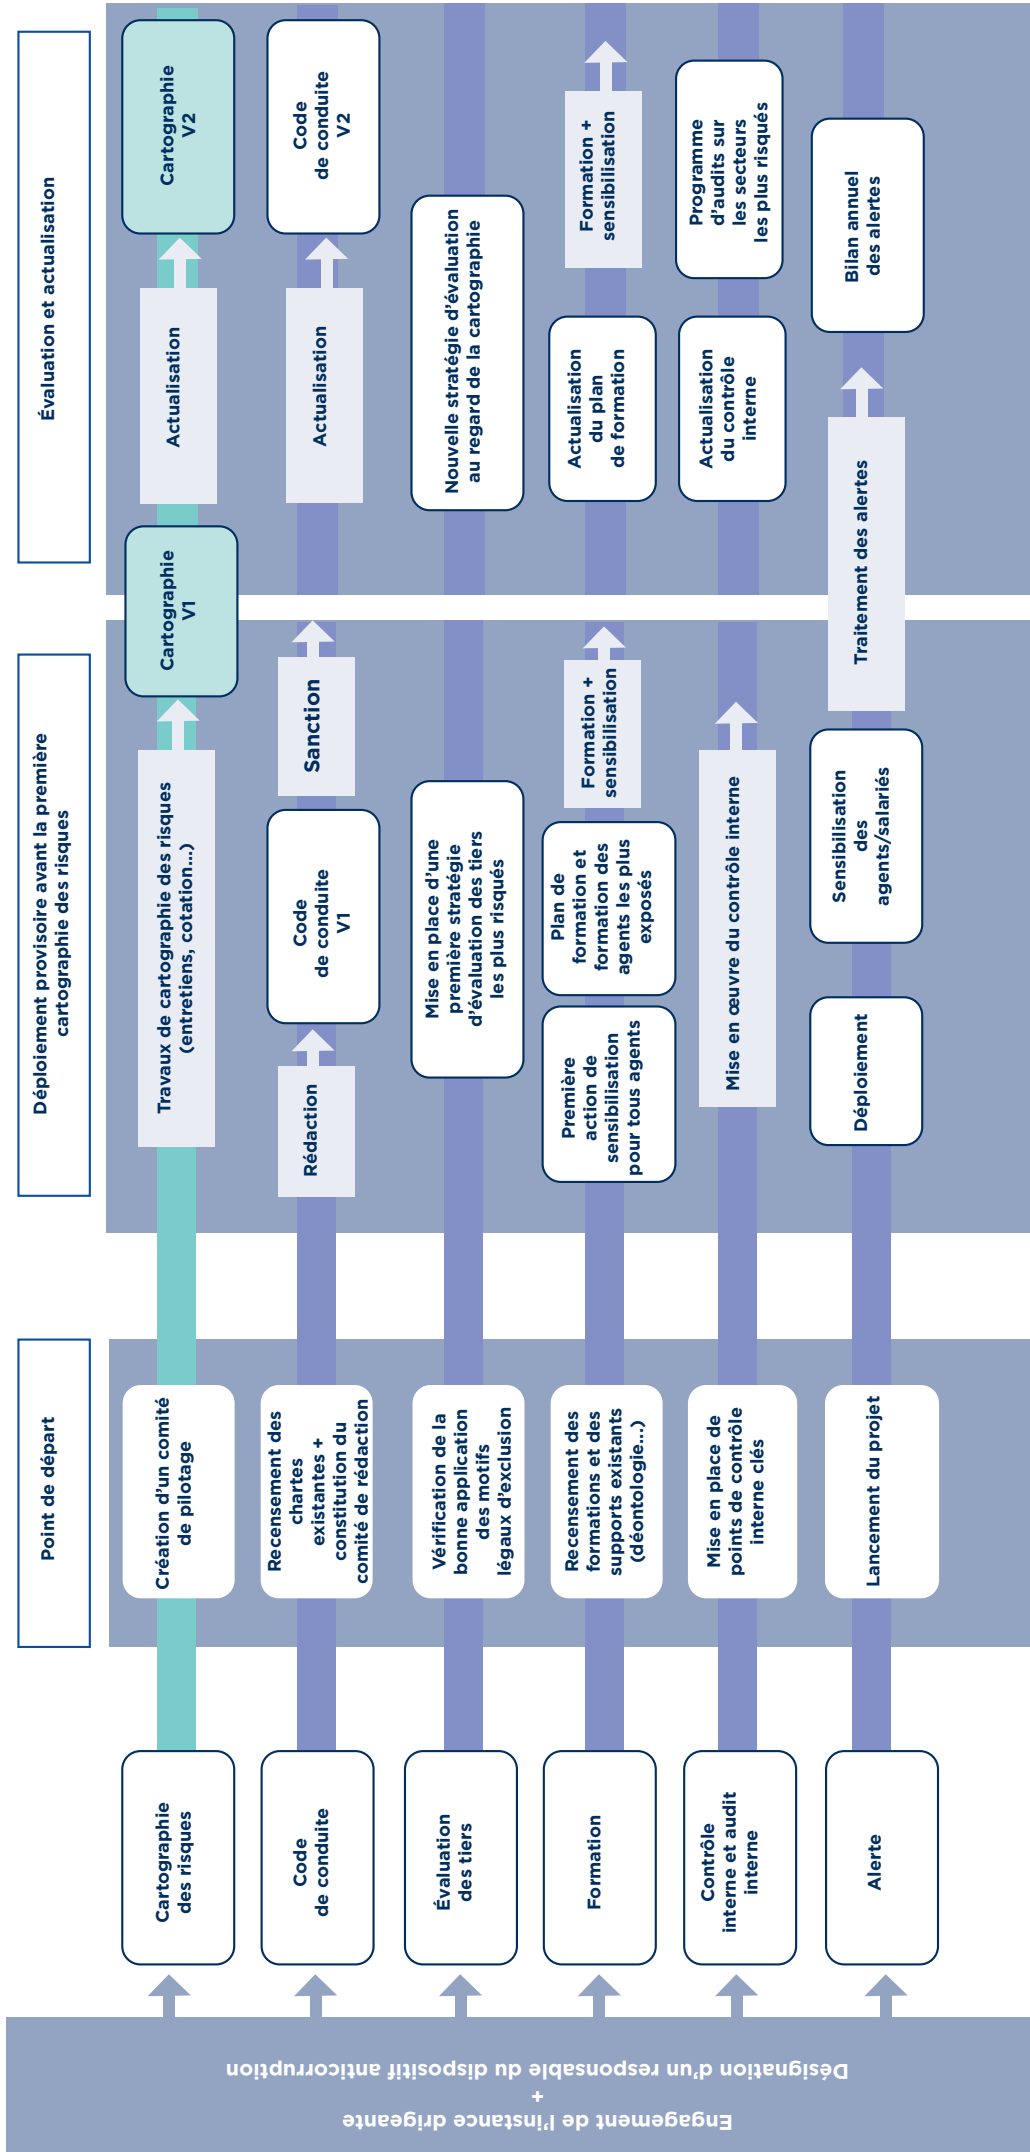 Engagement de l'instance dirigeante
+
Désignation d'un responsable du dispositif anticorruption
Point de départ
Déploiement provisoire avant la première
cartographie des risques
Évaluation et actualisation
Cartographie
des risques
Création d'un comité
de pilotage
Travaux de cartographie des risques
(entretiens, cotation...)
Cartographie
V1
Actualisation
Cartographie
V2
Code
de conduite
Recensement des
chartes
existantes +
constitution du
comité de rédaction
Rédaction
Code
de conduite
V1
Sanction
Actualisation
Code
de conduite
V2
Évaluation
des tiers
Vérification de la
bonne application
des motifs
légaux d'exclusion
Mise en place d'une
première stratégie
d'évaluation des tiers
les plus risqués
Nouvelle stratégie d'évaluation
au regard de la cartographie
Formation
Recensement des
formations et des
supports existants
(déontologie...)
Première
action de
sensibilisation
pour tous agents
Plan de
formation et
formation des
agents les plus
exposés
Formation +
sensibilisation
Actualisation
du plan
de formation
Formation +
sensibilisation
Contrôle
interne et audit
interne
Mise en place de
points de contrôle
interne clés
Mise en œuvre du contrôle interne
Actualisation
du contrôle
interne
Programme
d'audits sur
les secteurs
les plus risqués
Alerte
Lancement du projet
Déploiement
Sensibilisation
des
agents/salariés
Traitement des alertes
Bilan annuel
des alertes